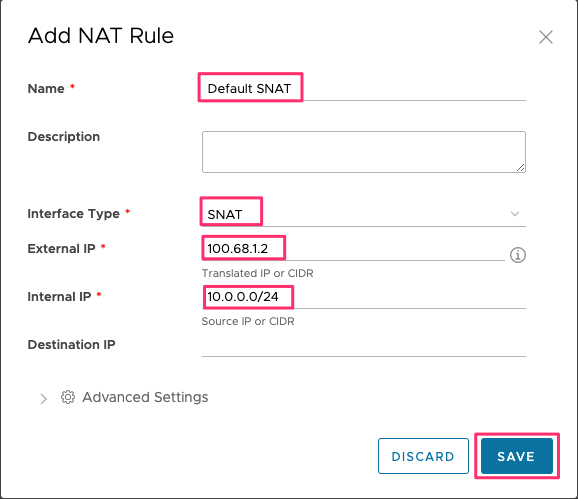 Add NAT Rule
Name * Default SNAT
Description
Interface Type * SNAT
External IP * 100.68.1.2
Translated IP or CIDR
Internal IP * 10.0.0.0/24
Source IP or CIDR
Destination IP
Advanced Settings
DISCARD SAVE